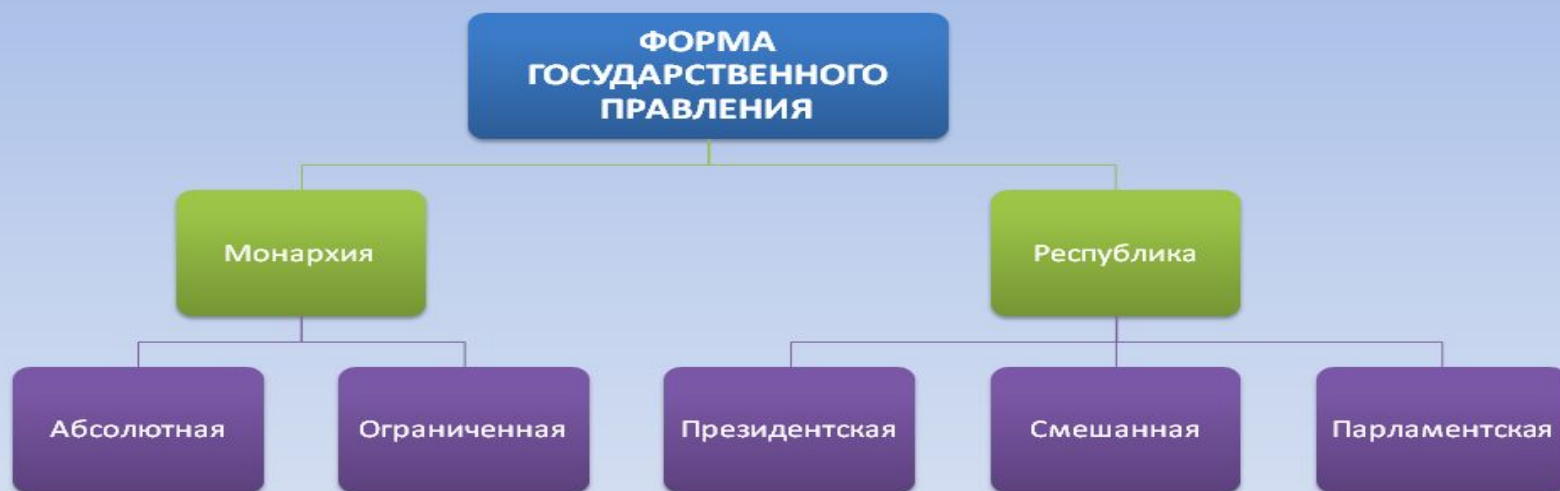 ФОРМА
ГОСУДАРСТВЕННОГО
ПРАВЛЕНИЯ
Монархия
Республика
Абсолютная
Ограниченная
Президентская
Смешанная
Парламентская